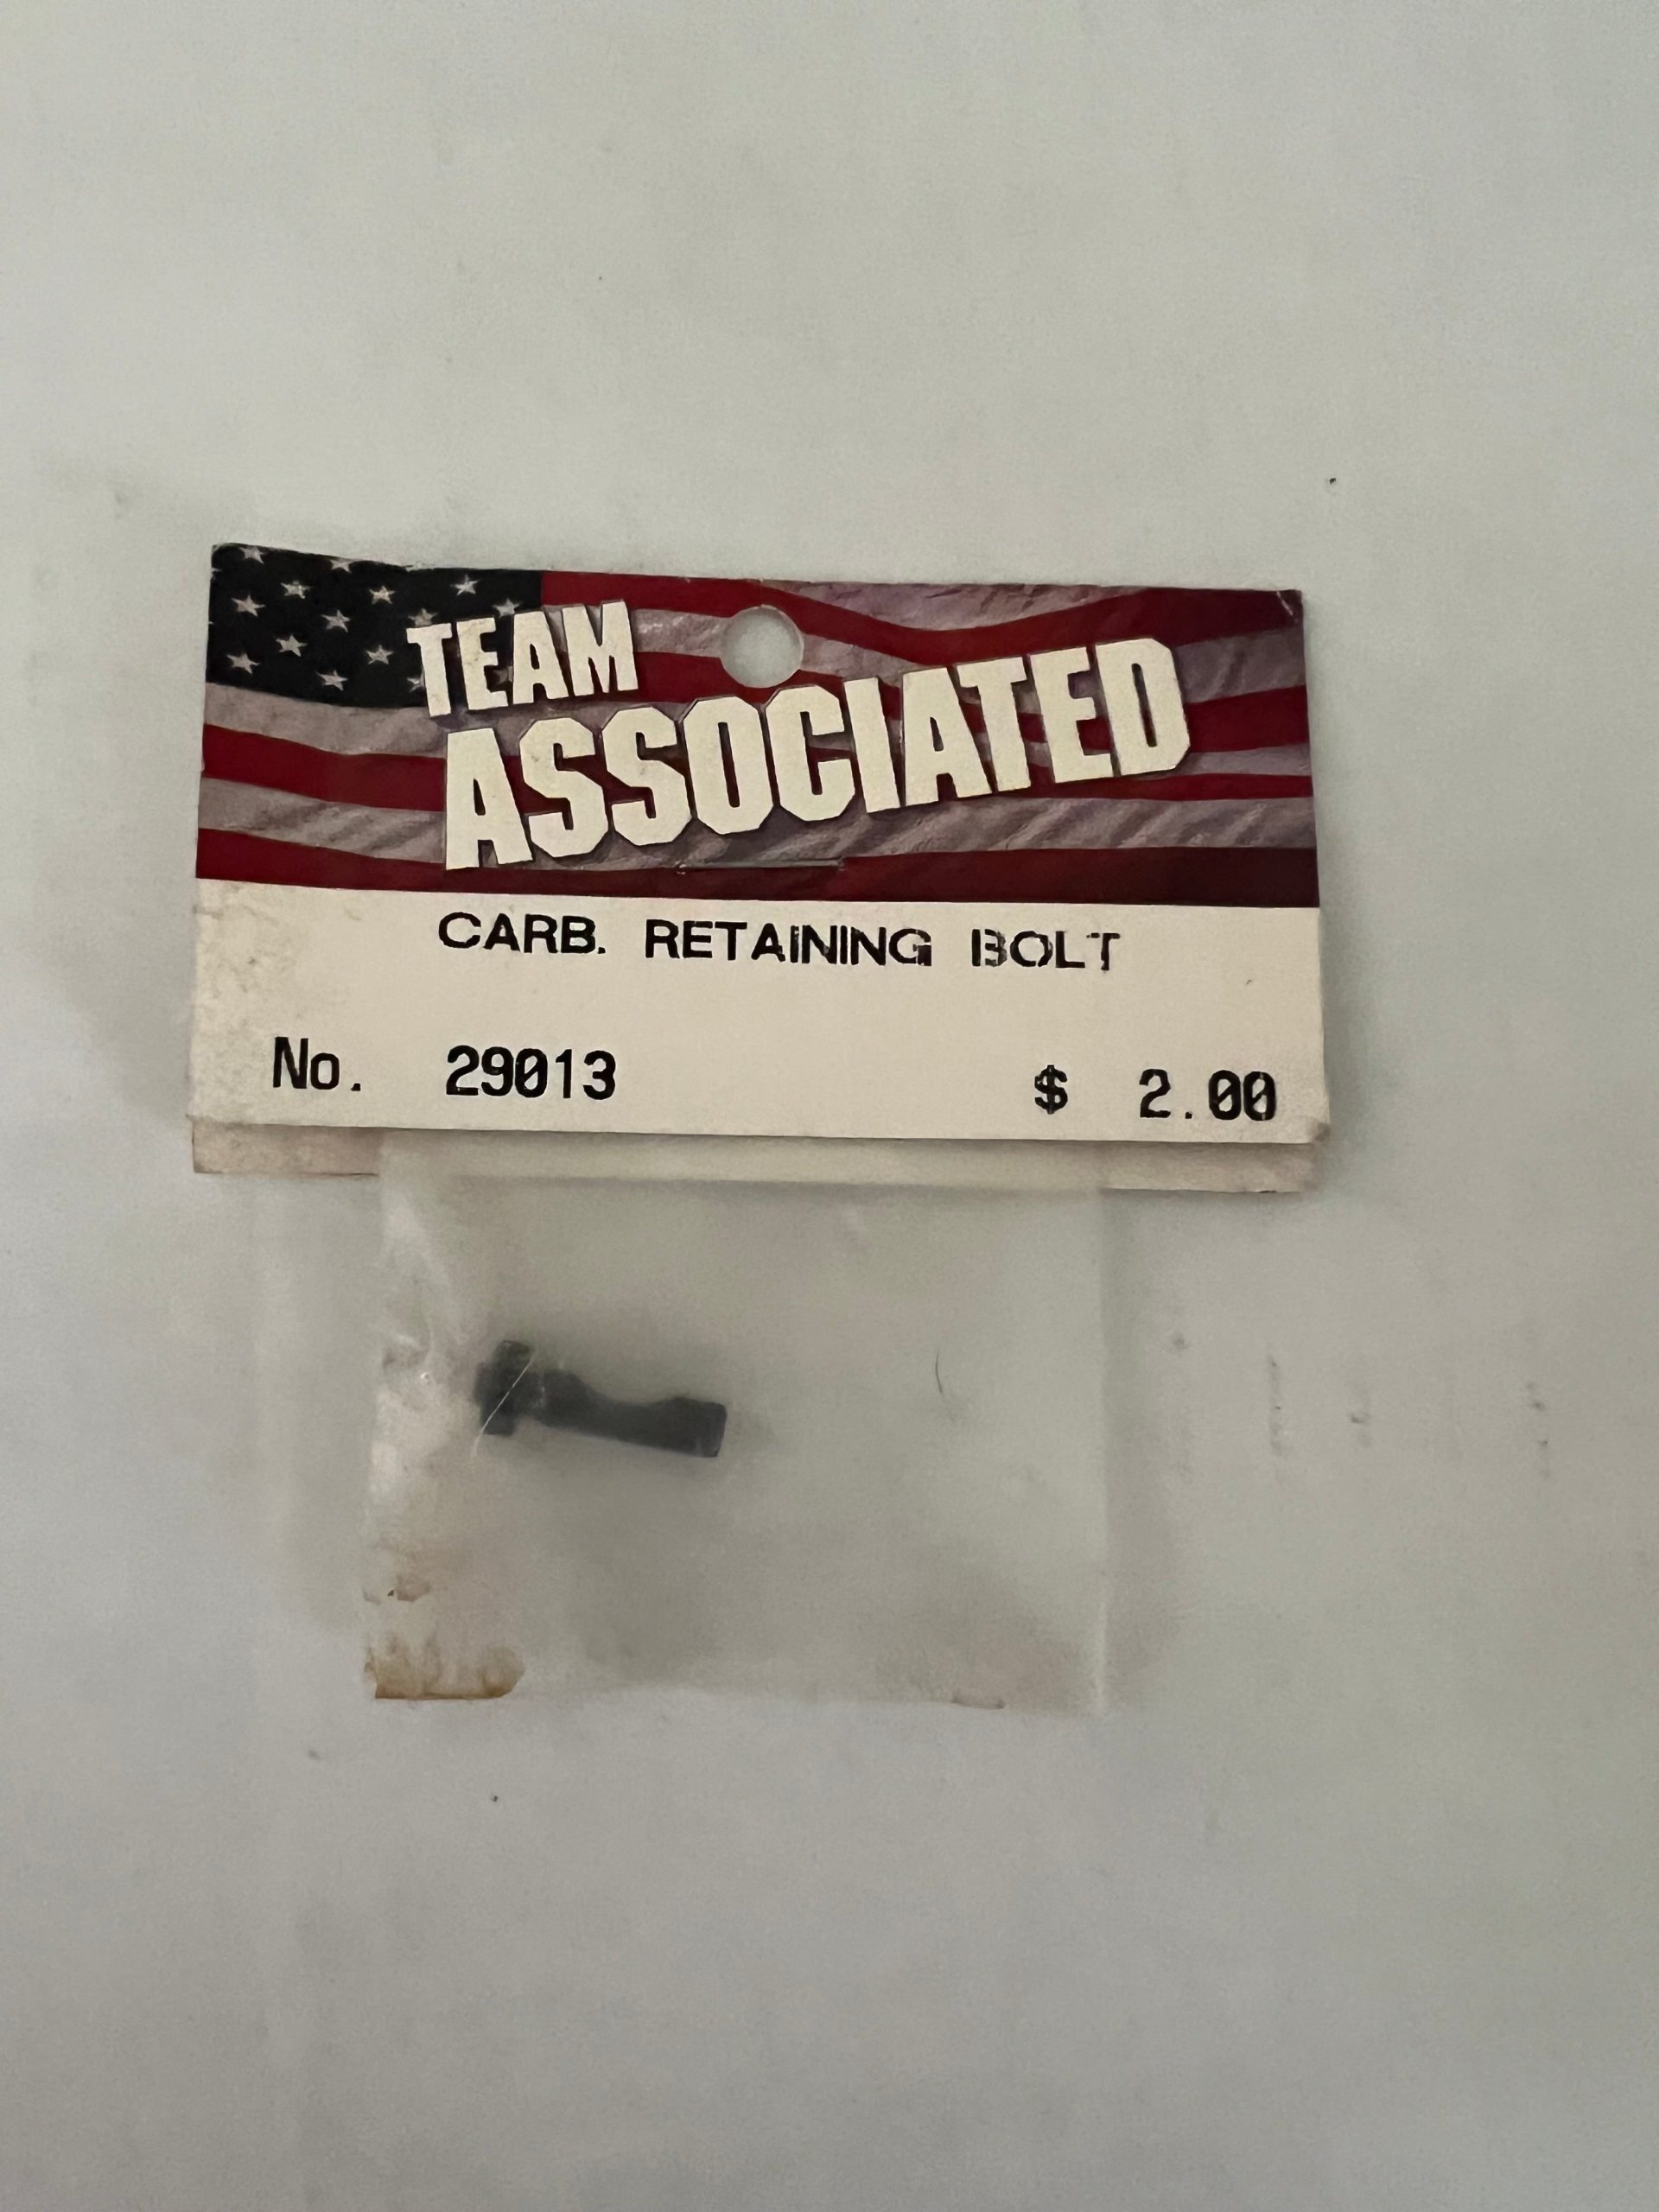 TEAM
ASSOCIATED
CARB. RETAINING BOLT
No. 29013 $ 2.00